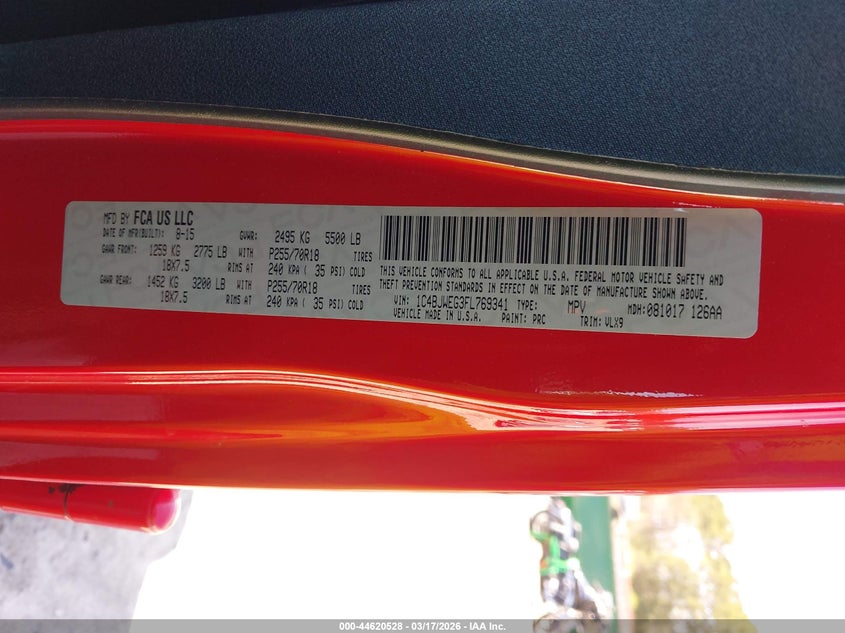 MFD BY FCA US LLC
DATE OF MFR(BUILT): 8-15 GVWR: 2495 KG 5500 LB
GAWR FRONT: 1259 KG 2775 LB WITH P255/70R18 TIRES
18X7.5 RIMS AT 240 KPA ( 35 PSI) COLD
GAWR REAR: 1452 KG 3200 LB WITH P255/70R18 TIRES
18X7.5 RIMS AT 240 KPA ( 35 PSI) COLD
THIS VEHICLE CONFORMS TO ALL APPLICABLE U.S.A. FEDERAL MOTOR VEHICLE SAFETY AND
THEFT PREVENTION STANDARDS IN EFFECT ON THE DATE OF MANUFACTURE SHOWN ABOVE.
VIN: 1C4BJWEG3FL769341 TYPE: MPV MDH: 081017 126AA
VEHICLE MADE IN U.S.A. PAINT: PRC TRIM: VLX9
000-44620528 - 03/17/2026 - IAA Inc.